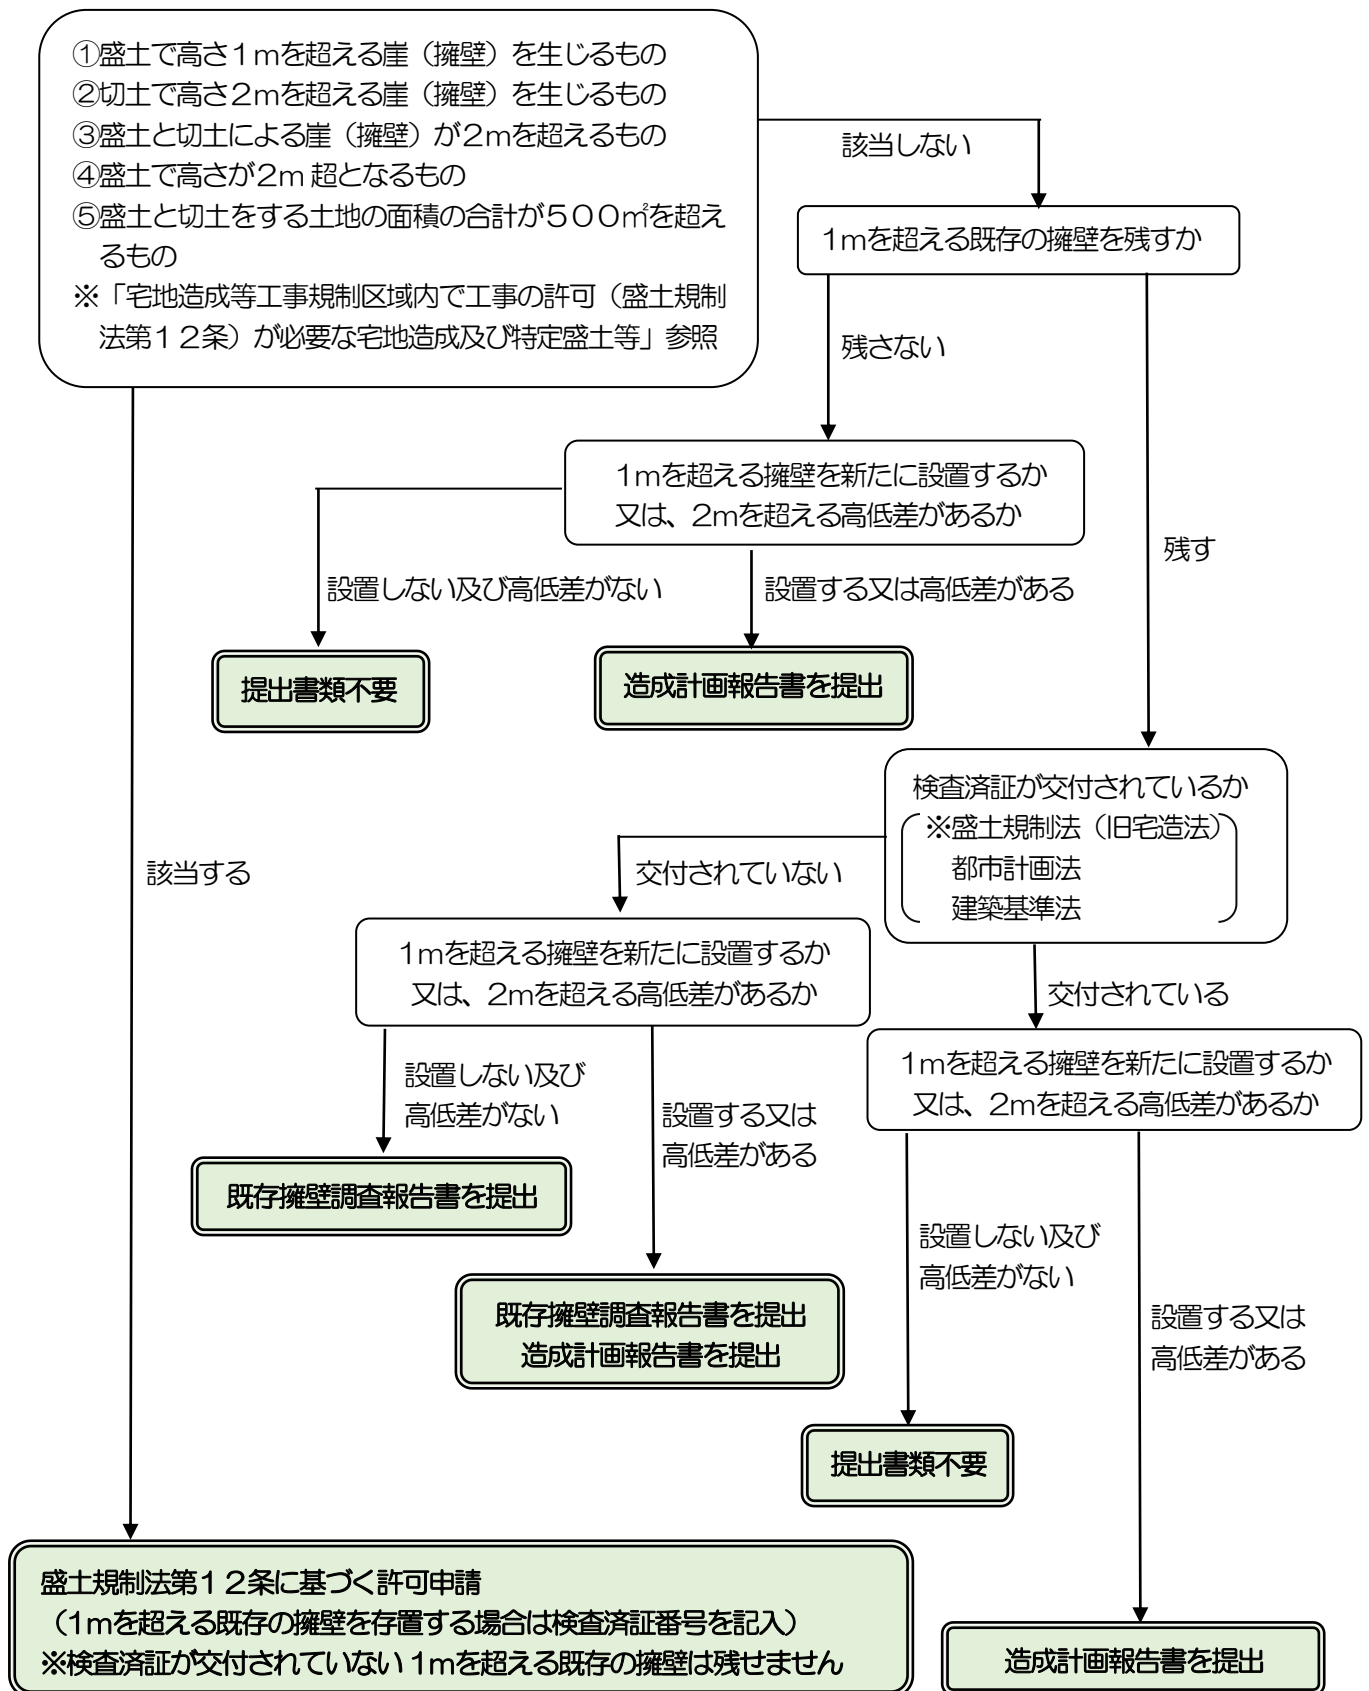 ①盛土で高さ１ｍを超える崖（擁壁）を生じるもの
②切土で高さ２ｍを超える崖（擁壁）を生じるもの
③盛土と切土による崖（擁壁）が２ｍを超えるもの
④盛土で高さが２ｍ 超となるもの
⑤盛土と切土をする土地の面積の合計が５００㎡を超え
るもの
※「宅地造成等工事規制区域内で工事の許可（盛土規制
法第１２条）が必要な宅地造成及び特定盛土等」参照
該当しない
１ｍを超える既存の擁壁を残すか
残さない
１ｍを超える擁壁を新たに設置するか
又は、２ｍを超える高低差があるか
残す
設置しない及び高低差がない
設置する又は高低差がある
提出書類不要
造成計画報告書を提出
検査済証が交付されているか
※盛土規制法（旧宅造法）
都市計画法
建築基準法
該当する
交付されていない
１ｍを超える擁壁を新たに設置するか
又は、２ｍを超える高低差があるか
交付されている
１ｍを超える擁壁を新たに設置するか
又は、２ｍを超える高低差があるか
設置しない及び
高低差がない
設置する又は
高低差がある
既存擁壁調査報告書を提出
設置しない及び
高低差がない
既存擁壁調査報告書を提出
造成計画報告書を提出
設置する又は
高低差がある
提出書類不要
盛土規制法第１２条に基づく許可申請
（１ｍを超える既存の擁壁を存置する場合は検査済証番号を記入）
※検査済証が交付されていない１ｍを超える既存の擁壁は残せません
造成計画報告書を提出